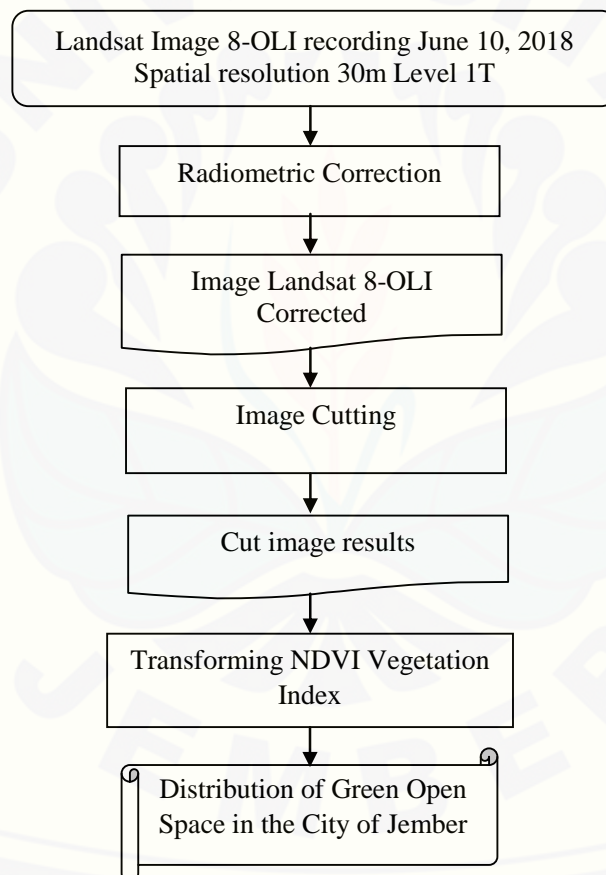 Landsat Image 8-OLI recording June 10, 2018
Spatial resolution 30m Level 1T
Radiometric Correction
Image Landsat 8-OLI
Corrected
Image Cutting
Cut image results
Transforming NDVI Vegetation
Index
Distribution of Green Open
Space in the City of Jember
JEMBER